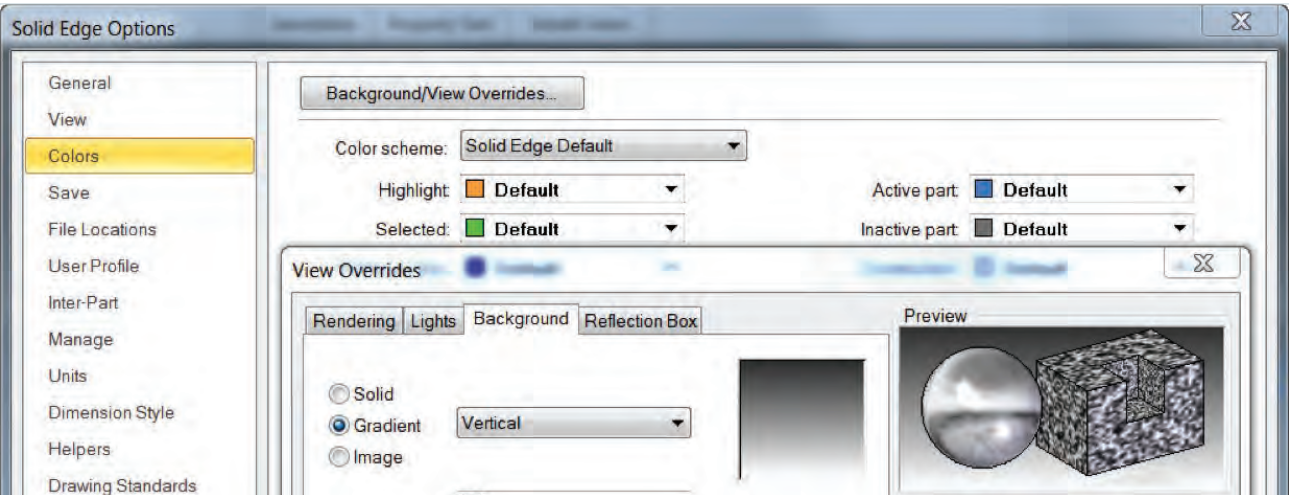 Solid Edge Options
General
View
Colors
Save
File Locations
User Profile
Inter-Part
Manage
Units
Dimension Style
Helpers
Drawing Standards
Background/View Overrides...
Color scheme: Solid Edge Default
Highlight: Default
Active part: Default
Selected: Default
Inactive part: Default
View Overrides
Rendering Lights Background Reflection Box
Solid
Gradient Vertical
Image
Preview